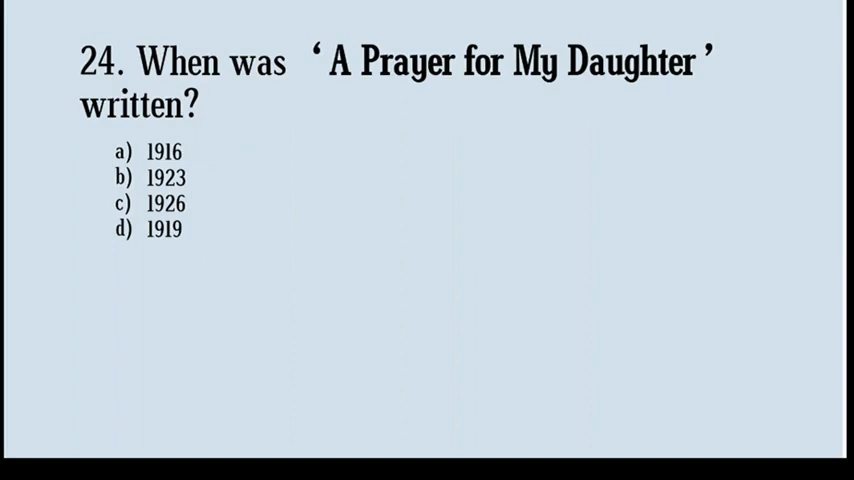 24. When was ‘A Prayer for My Daughter’
written?
a) 1916
b) 1923
c) 1926
d) 1919